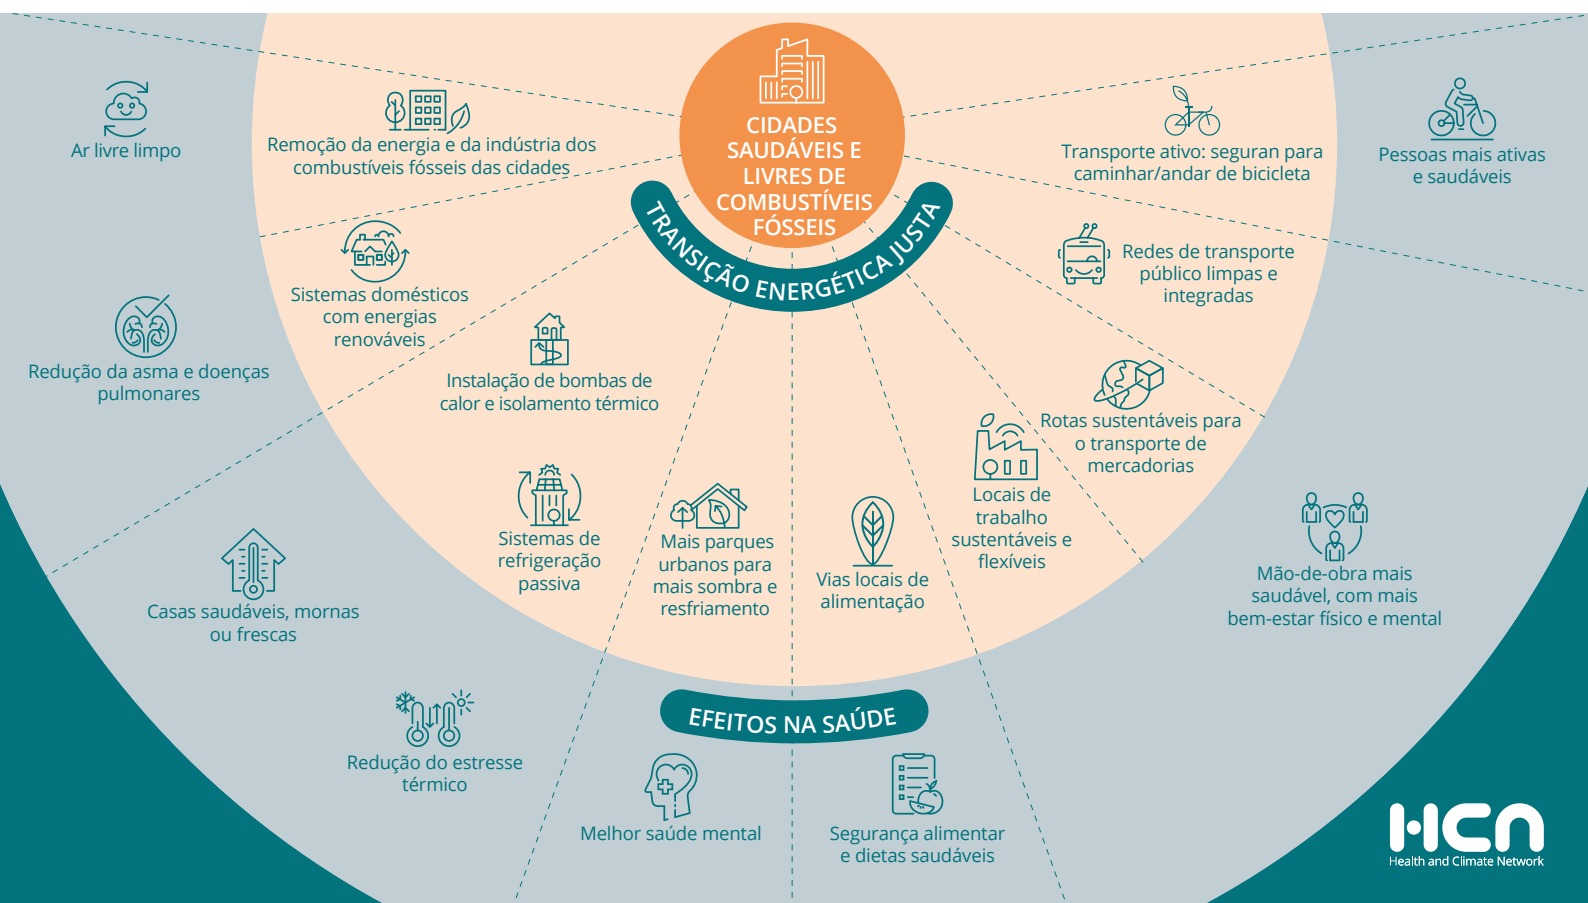 CIDADES
SAUDÁVEIS E
LIVRES DE
COMBUSTÍVEIS
FÓSSEIS
TRANSIÇÃO ENERGÉTICA JUSTA
Ar livre limpo
Remoção da energia e da indústria dos
combustíveis fósseis das cidades
Transporte ativo: seguran para
caminhar/andar de bicicleta
Pessoas mais ativas
e saudáveis
Sistemas domésticos
com energias
renováveis
Redes de transporte
público limpas e
integradas
Redução da asma e doenças
pulmonares
Instalação de bombas de
calor e isolamento térmico
Rotas sustentáveis para
o transporte de
mercadorias
Sistemas de
refrigeração
passiva
Mais parques
urbanos para
mais sombra e
resfriamento
Vias locais de
alimentação
Locais de
trabalho
sustentáveis e
flexíveis
Casas saudáveis, mornas
ou frescas
Mão-de-obra mais
saudável, com mais
bem-estar físico e mental
EFEITOS NA SAÚDE
Redução do estresse
térmico
Melhor saúde mental
Segurança alimentar
e dietas saudáveis
HCN
Health and Climate Network